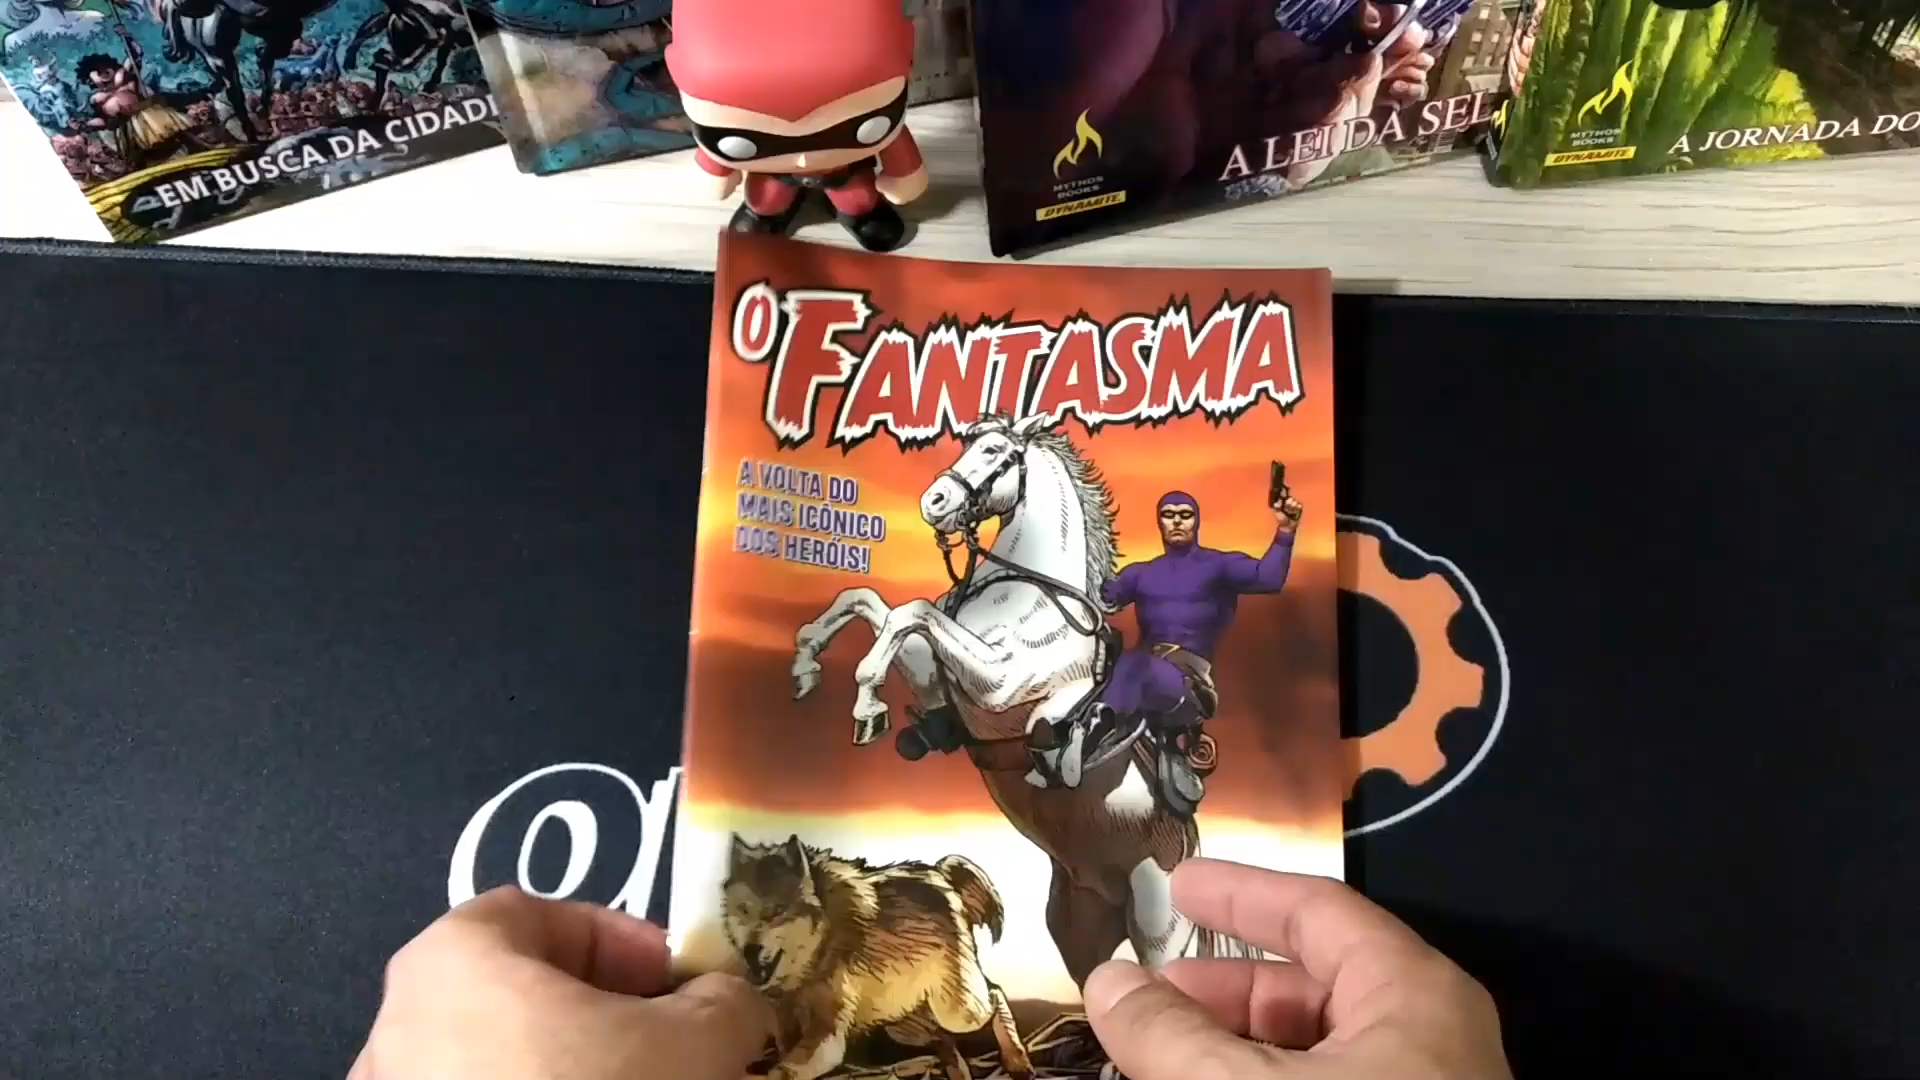 EM BUSCA DA CIDAD
MYTHOS
BOOKS
DYNAMITE
A LEI DA SEL
MYTHOS
BOOKS
DYNAMITE
A JORNADA DO
O FANTASMA
A VOLTA DO
MAIS ICÔNICO
DOS HERÓIS!